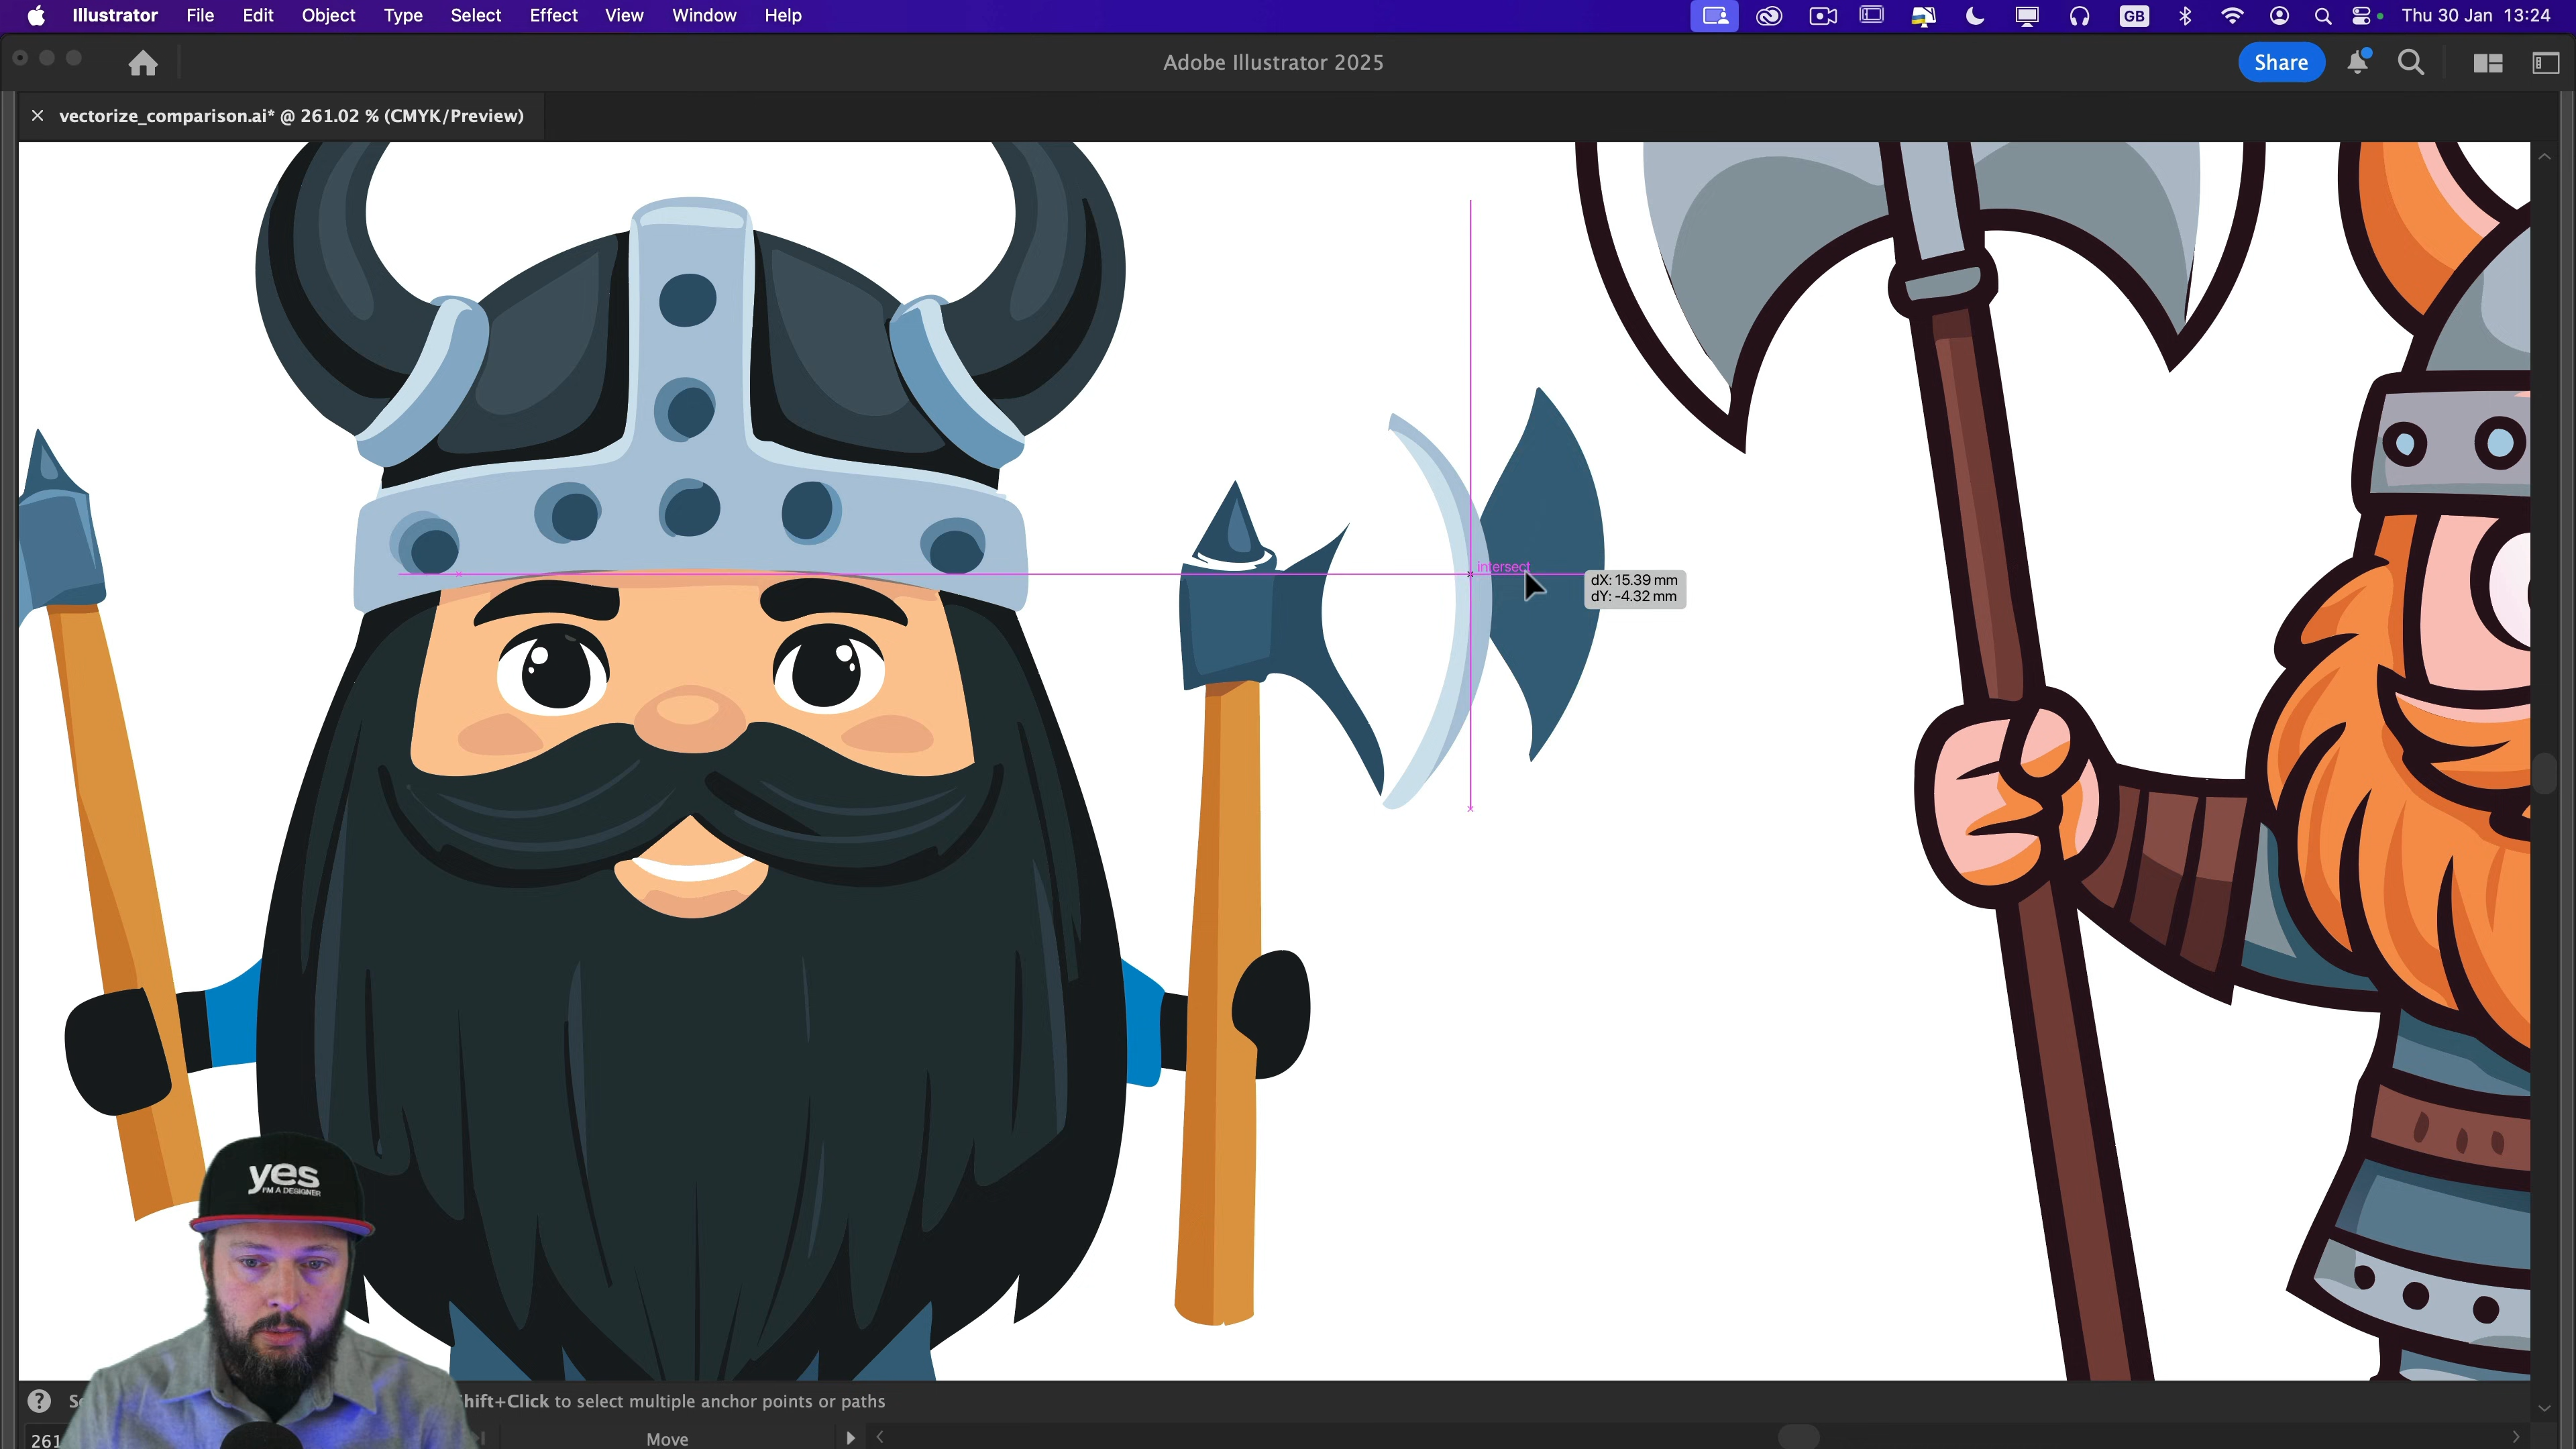 Illustrator File Edit Object Type Select Effect View Window Help GB Thu 30 Jan 13:24
Adobe Illustrator 2025 Share
× vectorize_comparison.ai* @ 261.02 % (CMYK/Preview)
intersect
dX: 15.39 mm
dY: -4.32 mm
yes
I'M A DESIGNER
? hift+Click to select multiple anchor points or paths
261 Move